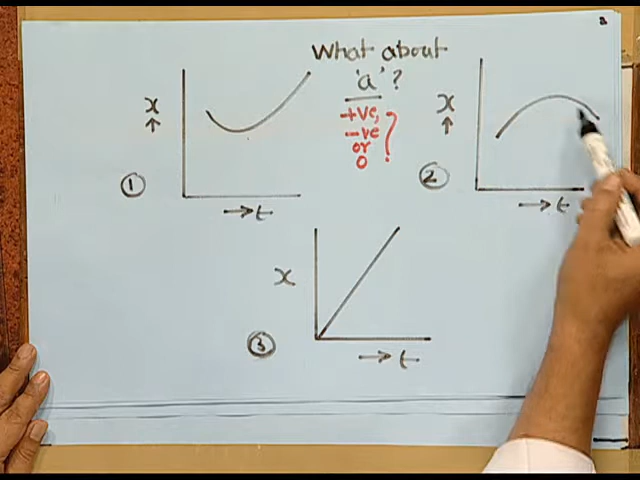 What about
'a' ?
+ve,
-ve
or
0
?
x
↑
①
→ t
x
↑
②
→ t
x
③
→ t